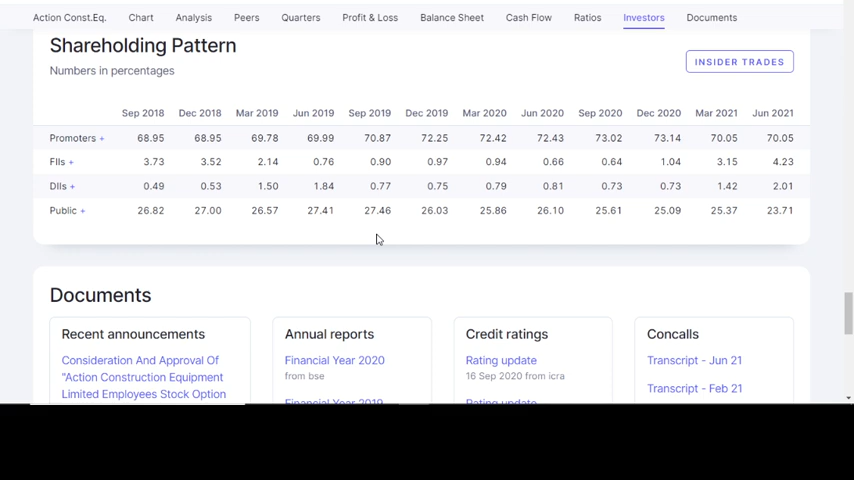 Action Const.Eq. Chart Analysis Peers Quarters Profit & Loss Balance Sheet Cash Flow Ratios Investors Documents
Shareholding Pattern
Numbers in percentages
INSIDER TRADES
Sep 2018 Dec 2018 Mar 2019 Jun 2019 Sep 2019 Dec 2019 Mar 2020 Jun 2020 Sep 2020 Dec 2020 Mar 2021 Jun 2021
Promoters + 68.95 68.95 69.78 69.99 70.87 72.25 72.42 72.43 73.02 73.14 70.05 70.05
FIIs + 3.73 3.52 2.14 0.76 0.90 0.97 0.94 0.66 0.64 1.04 3.15 4.23
DIIs + 0.49 0.53 1.50 1.84 0.77 0.75 0.79 0.81 0.73 0.73 1.42 2.01
Public + 26.82 27.00 26.57 27.41 27.46 26.03 25.86 26.10 25.61 25.09 25.37 23.71
Documents
Recent announcements
Consideration And Approval Of
"Action Construction Equipment
Limited Employees Stock Option
Annual reports
Financial Year 2020
from bse
Financial Year 2019
Credit ratings
Rating update
16 Sep 2020 from icra
Rating update
Concalls
Transcript - Jun 21
Transcript - Feb 21